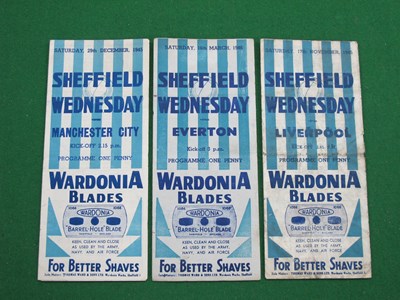 SATURDAY, 29th DECEMBER,
SHEFFIELD
WEDNESDAY
MANCHESTER CITY
KICK-OFF 2.15 p.m.
PROGRAMME ONE PENNY
WARDONIA
BLADES
WARDONIA
"BARREL-HOLE" BLADE
KEEN, CLEAN AND CLOSE
AS USED BY THE ARMY,
NAVY, AND AIR FORCE
FOR BETTER SHAVES
SATURDAY, MARCH,
SHEFFIELD
WEDNESDAY
EVERTON
Kick-off 3 p.m.
PROGRAMME ONE PENNY
WARDONIA
BLADES
WARDONIA
"BARREL-HOLE" BLADE
KEEN, CLEAN AND CLOSE
AS USED BY THE ARMY,
NAVY, AND AIR FORCE
FOR BETTER SHAVES
SATURDAY, 17th NOVEMBER,
SHEFFIELD
WEDNESDAY
LIVERPOOL
KICK-OFF
PROGRAMME ONE PENNY
WARDONIA
BLADES
WARDONIA
"BARREL-HOLE" BLADE
KEEN, CLEAN AND CLOSE
AS USED BY THE ARMY,
NAVY, AND AIR FORCE
FOR BETTER SHAVES